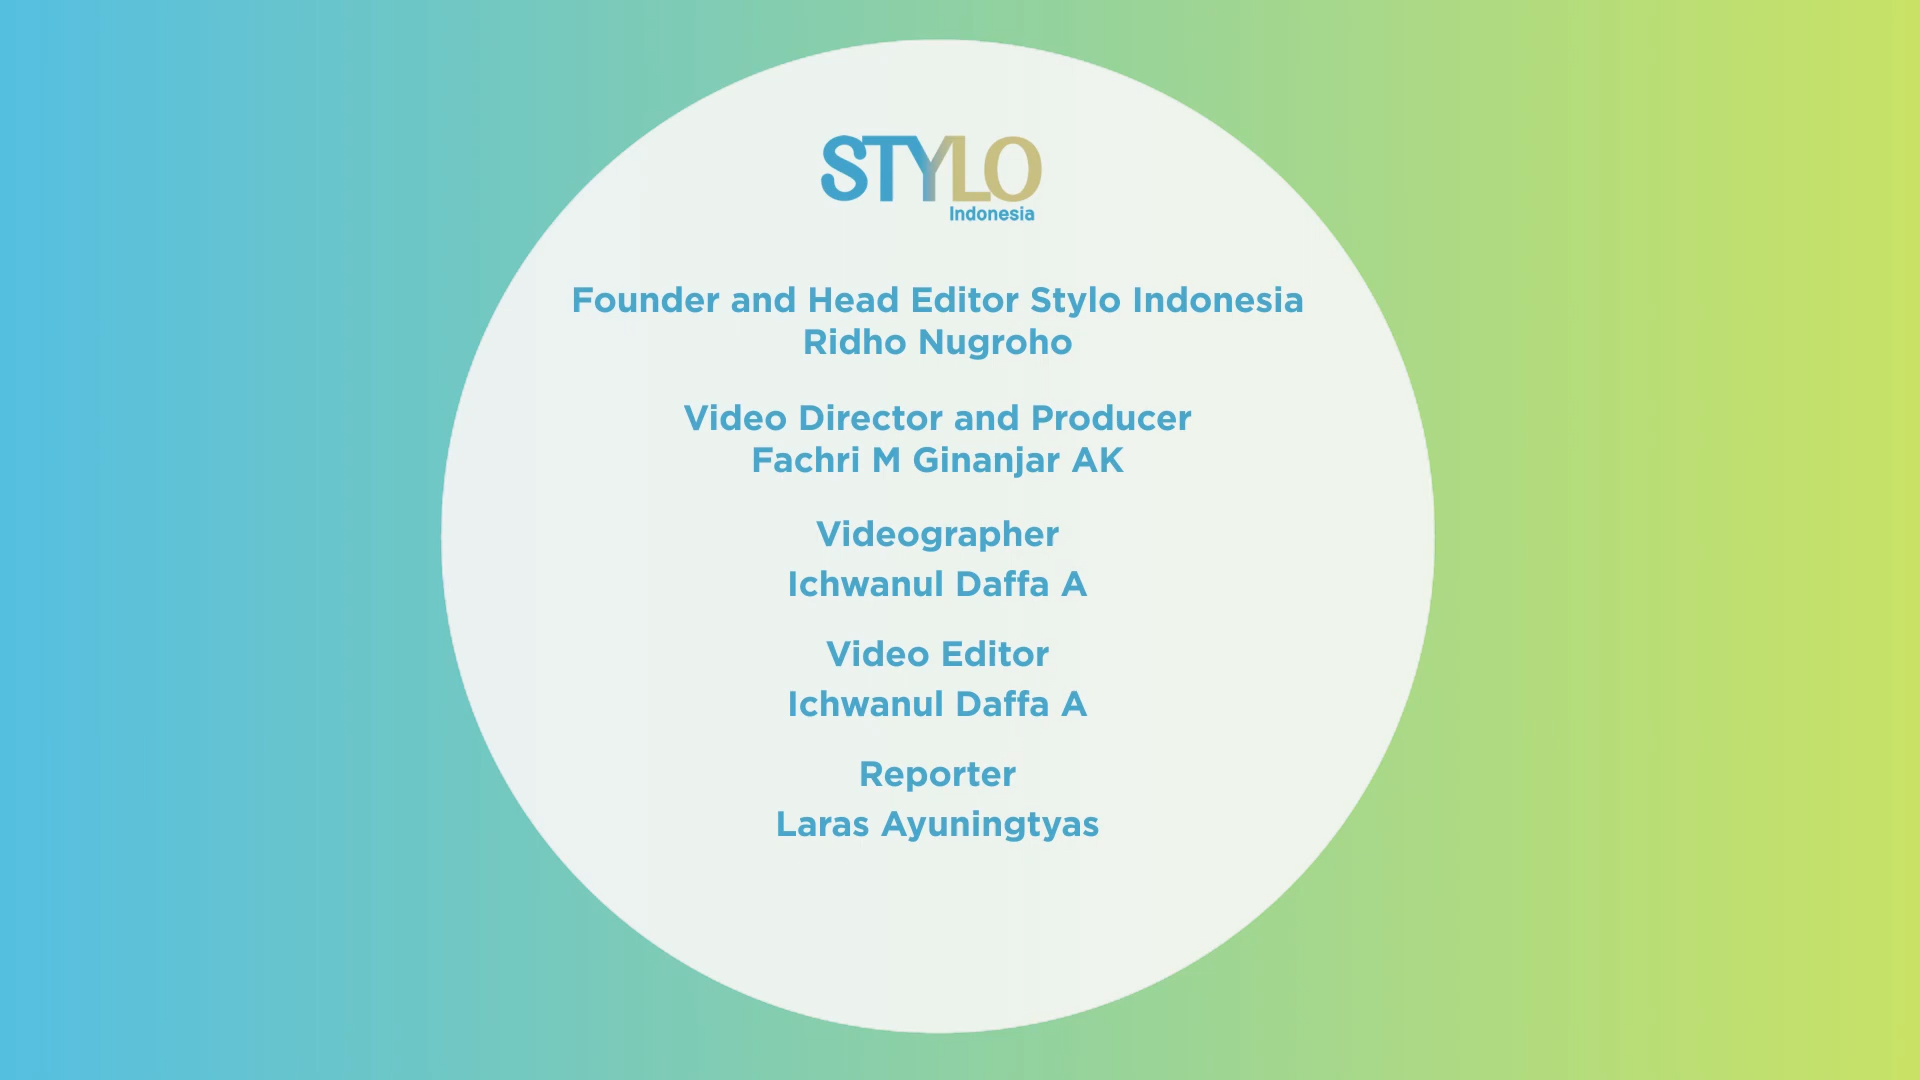 STYLO
Indonesia
Founder and Head Editor Stylo Indonesia
Ridho Nugroho
Video Director and Producer
Fachri M Ginanjar AK
Videographer
Ichwanul Daffa A
Video Editor
Ichwanul Daffa A
Reporter
Laras Ayuningtyas